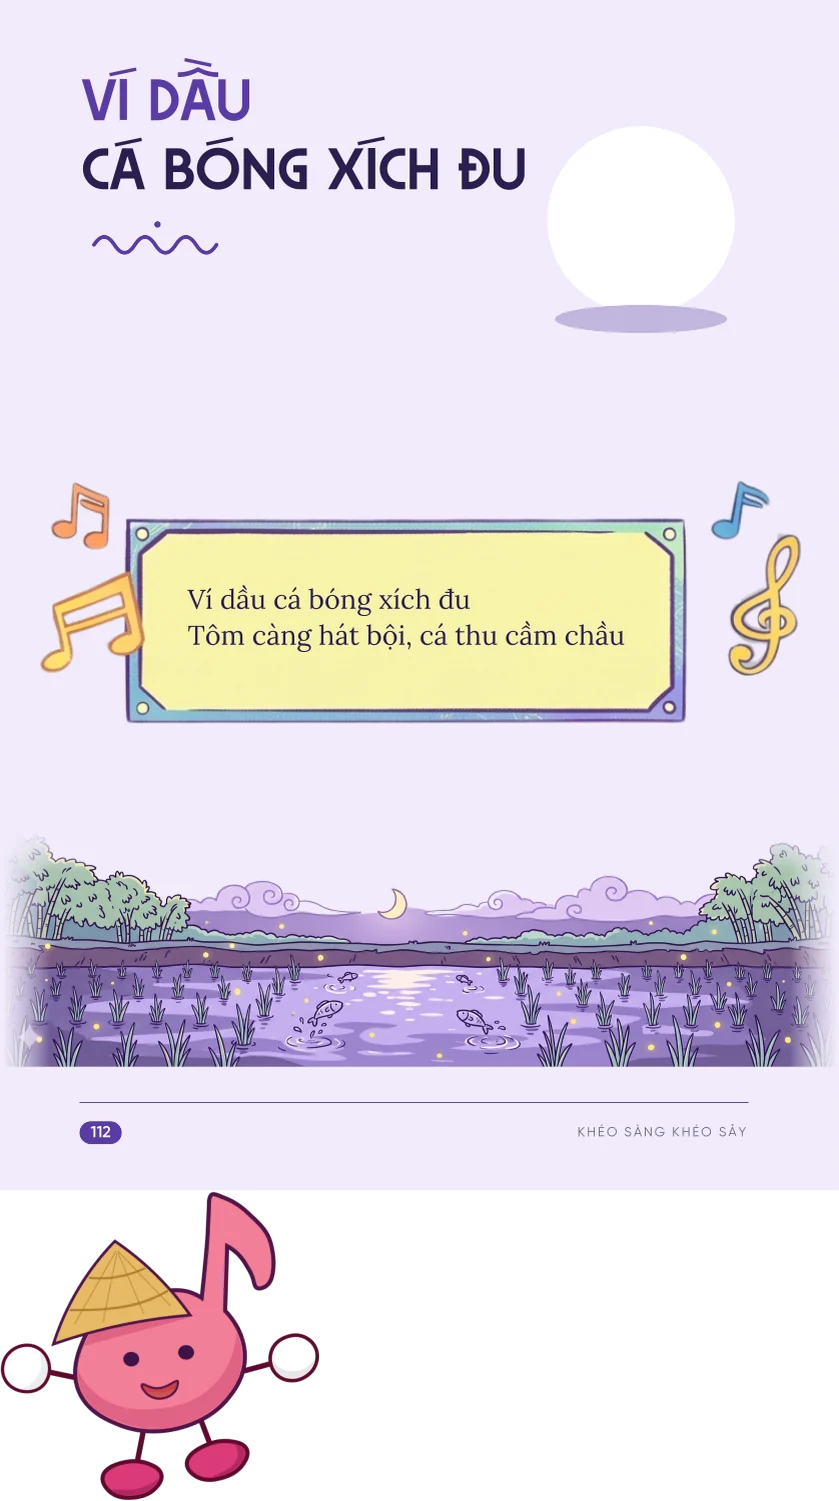 VÍ DẦU
CÁ BÓNG XÍCH ĐU
Ví dầu cá bóng xích đu
Tôm càng hát bội, cá thu cầm chầu
112
KHÉO SÀNG KHÉO SẢY